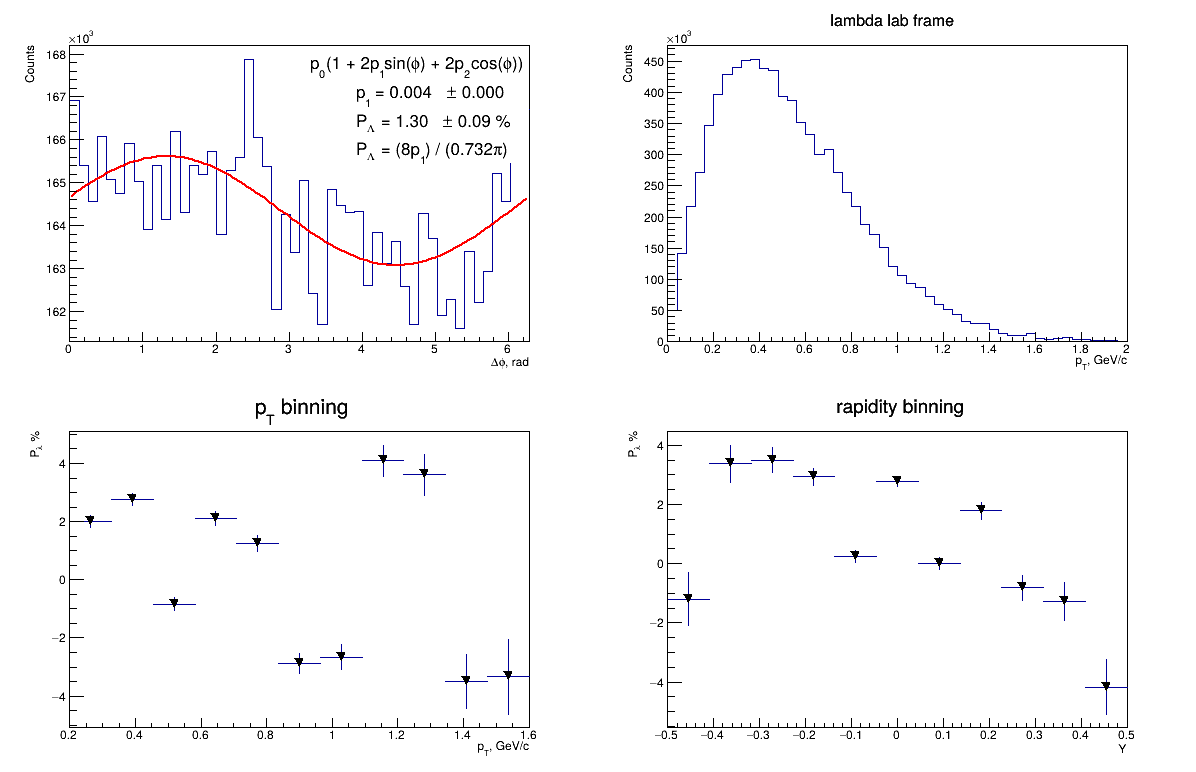 ×10³
Counts
168
167
166
165
164
163
162
p₀(1 + 2p₁sin(ϕ) + 2p₂cos(ϕ))
p₁ = 0.004 ± 0.000
P_Λ = 1.30 ± 0.09 %
P_Λ = (8p₁) / (0.732π)
0 1 2 3 4 5 6
Δϕ, rad
lambda lab frame
×10³
Counts
450
400
350
300
250
200
150
100
50
0
0 0.2 0.4 0.6 0.8 1 1.2 1.4 1.6 1.8 2
p_T, GeV/c
p_T binning
P_λ %
4
2
0
−2
−4
0.2 0.4 0.6 0.8 1 1.2 1.4 1.6
p_T, GeV/c
rapidity binning
P_λ %
4
2
0
−2
−4
−0.5 −0.4 −0.3 −0.2 −0.1 0 0.1 0.2 0.3 0.4 0.5
Y